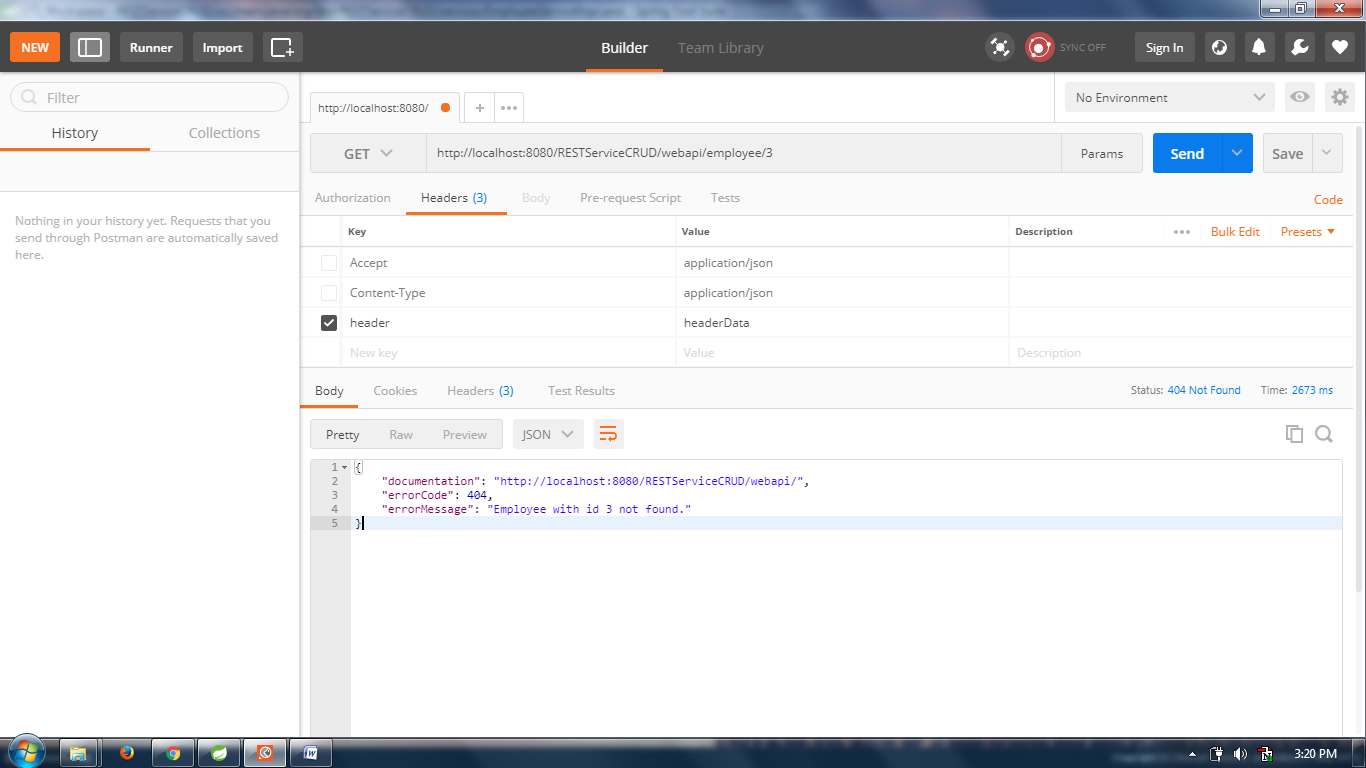 NEW
Runner
Import
Builder
Team Library
SYNC OFF
Sign In
Filter
History
Collections
Nothing in your history yet. Requests that you
send through Postman are automatically saved
here.
http://localhost:8080/
No Environment
GET
http://localhost:8080/RESTServiceCRUD/webapi/employee/3
Params
Send
Save
Authorization
Headers (3)
Body
Pre-request Script
Tests
Code
Key
Value
Description
Bulk Edit
Presets
Accept
application/json
Content-Type
application/json
header
headerData
New key
Value
Description
Body
Cookies
Headers (3)
Test Results
Status: 404 Not Found
Time: 2673 ms
Pretty
Raw
Preview
JSON
1 {
2 "documentation": "http://localhost:8080/RESTServiceCRUD/webapi/",
3 "errorCode": 404,
4 "errorMessage": "Employee with id 3 not found."
5 }
3:20 PM